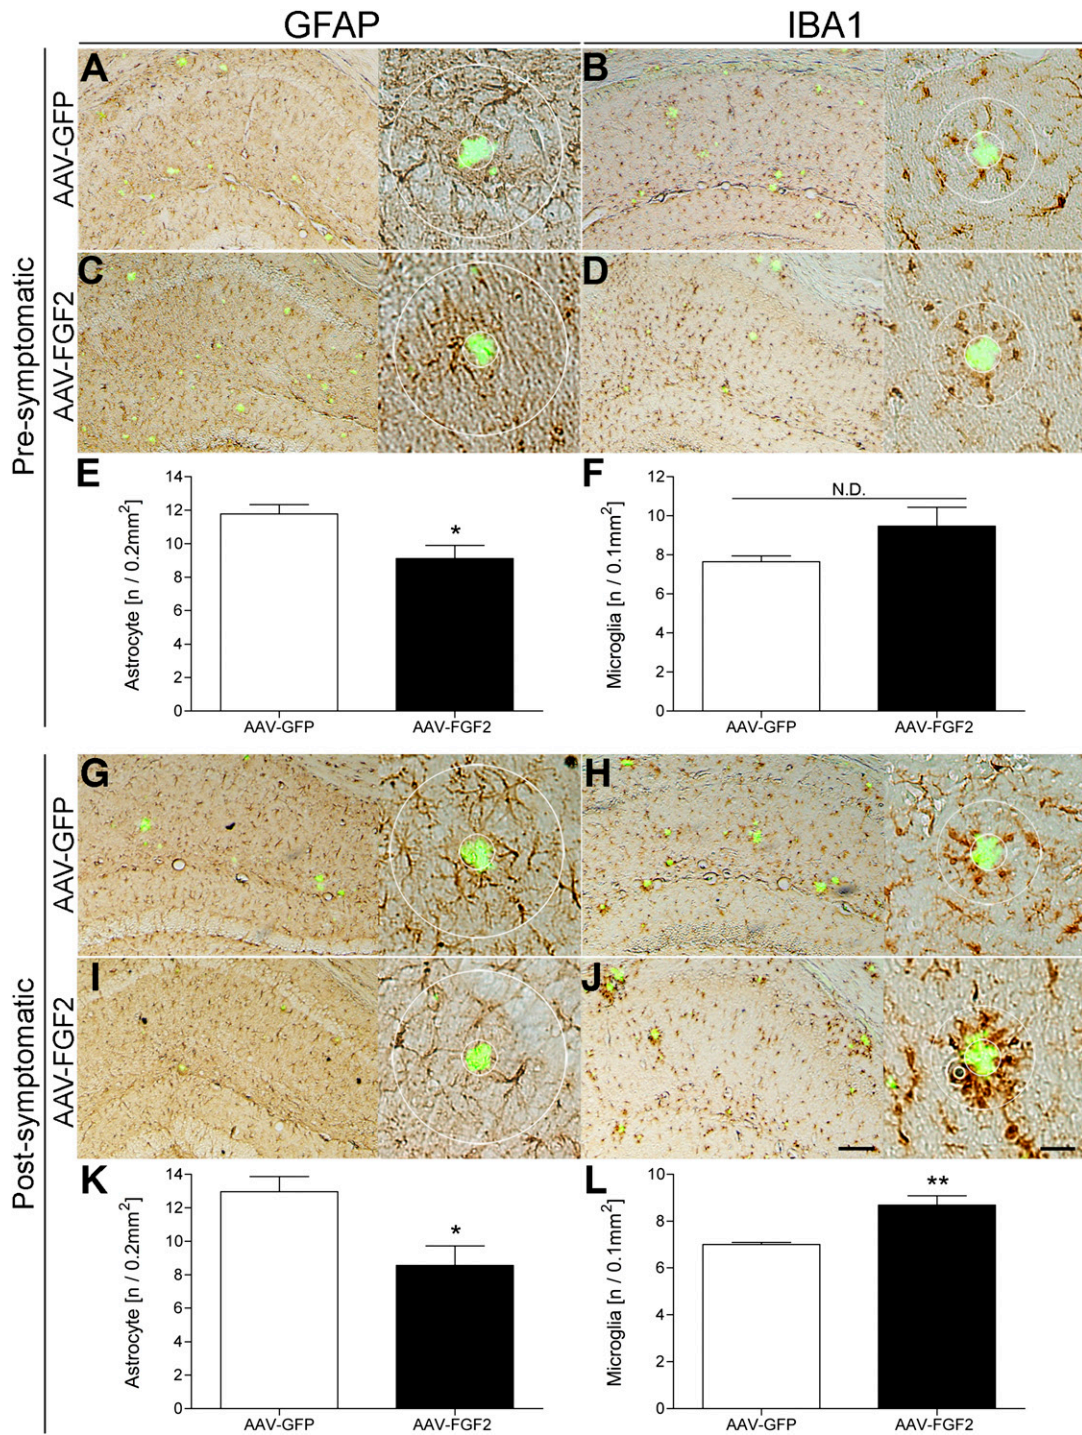 GFAP
IBA1
Pre-symptomatic
AAV-GFP
A
B
AAV-FGF2
C
D
E
14
12
10
8
6
4
2
0
Astrocyte [n / 0.2mm²]
*
AAV-GFP
AAV-FGF2
F
12
10
8
6
4
2
0
Microglia [n / 0.1mm²]
N.D.
AAV-GFP
AAV-FGF2
Post-symptomatic
AAV-GFP
G
H
AAV-FGF2
I
J
K
14
12
10
8
6
4
2
0
Astrocyte [n / 0.2mm²]
*
AAV-GFP
AAV-FGF2
L
10
8
6
4
2
0
Microglia [n / 0.1mm²]
**
AAV-GFP
AAV-FGF2